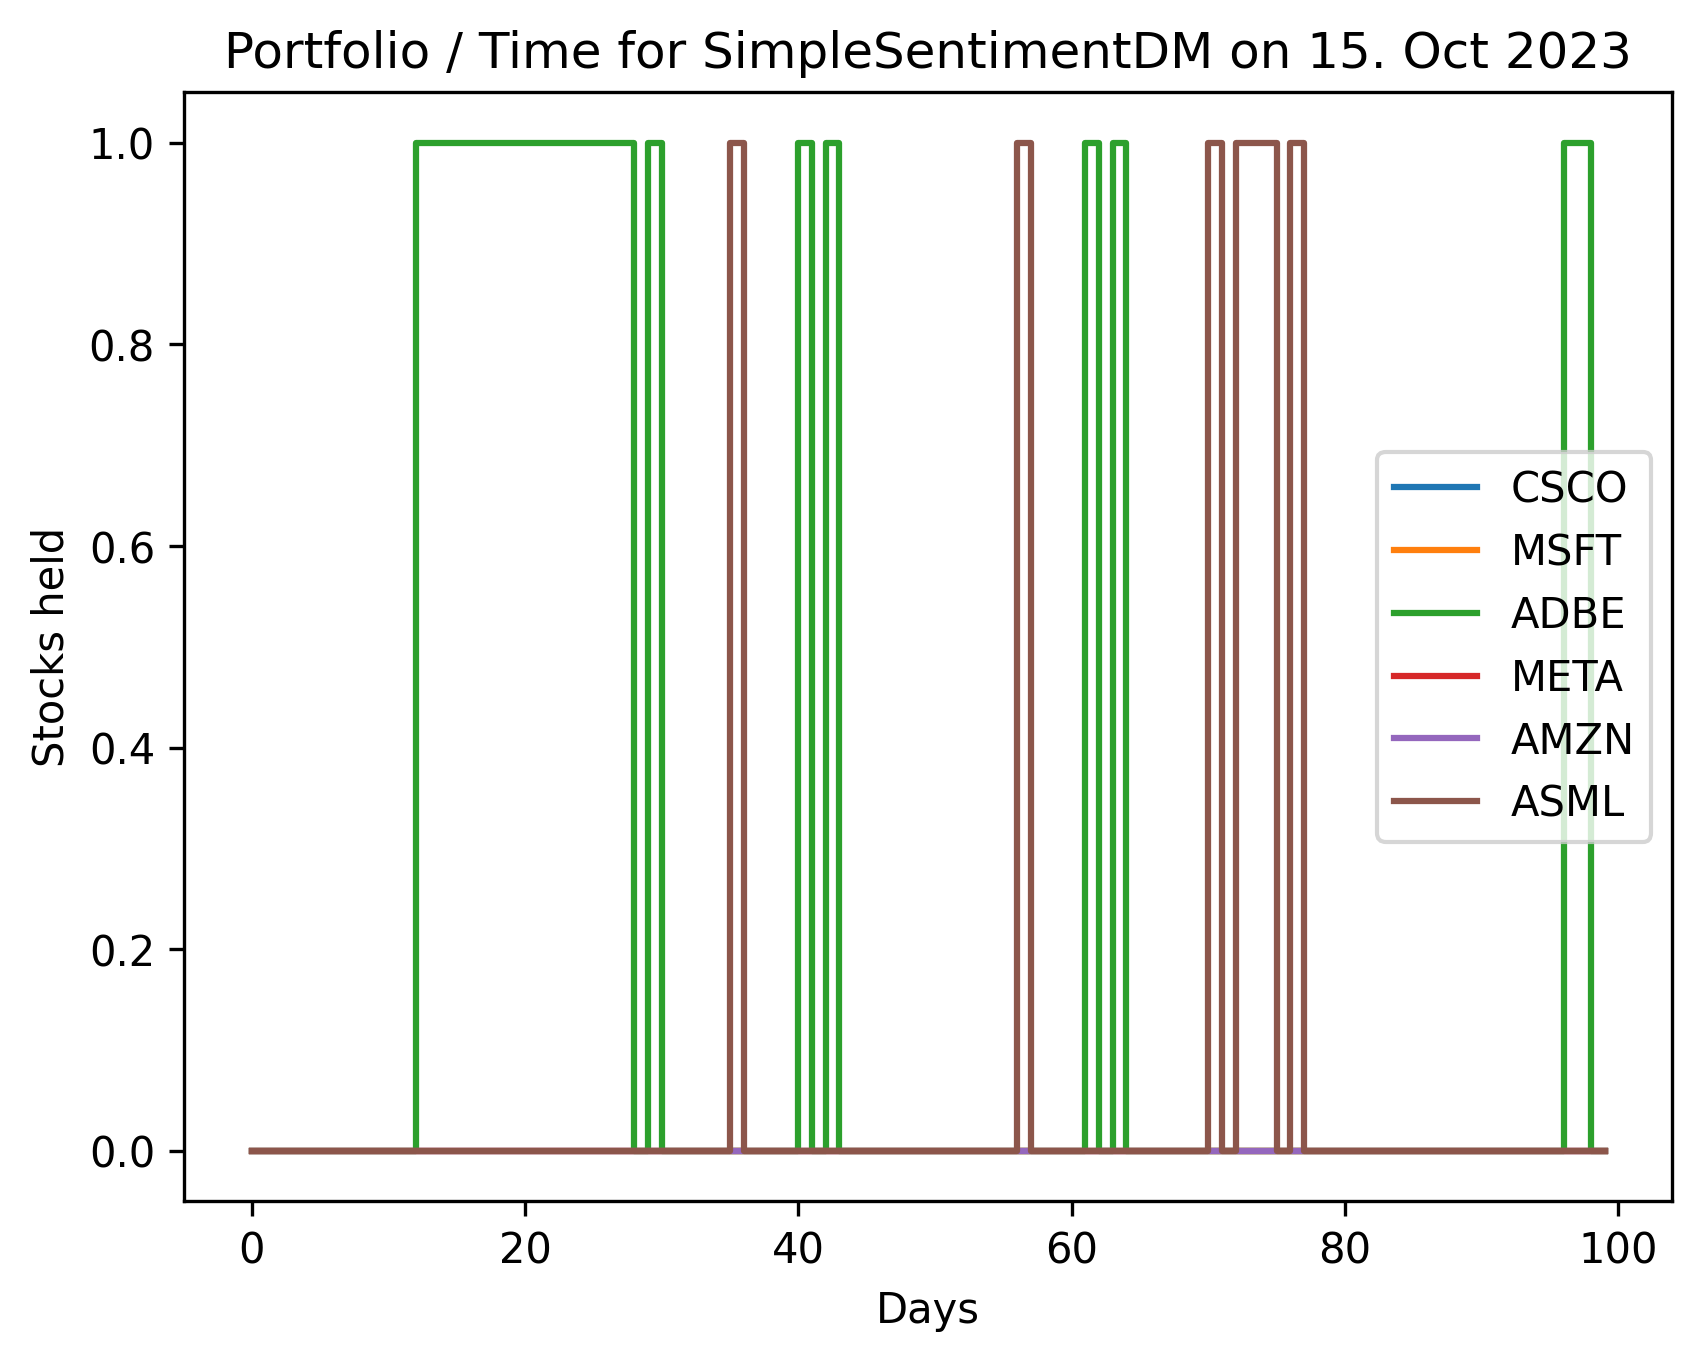 Portfolio / Time for SimpleSentimentDM on 15. Oct 2023
Stocks held
1.0
0.8
0.6
0.4
0.2
0.0
CSCO
MSFT
ADBE
META
AMZN
ASML
0 20 40 60 80 100
Days